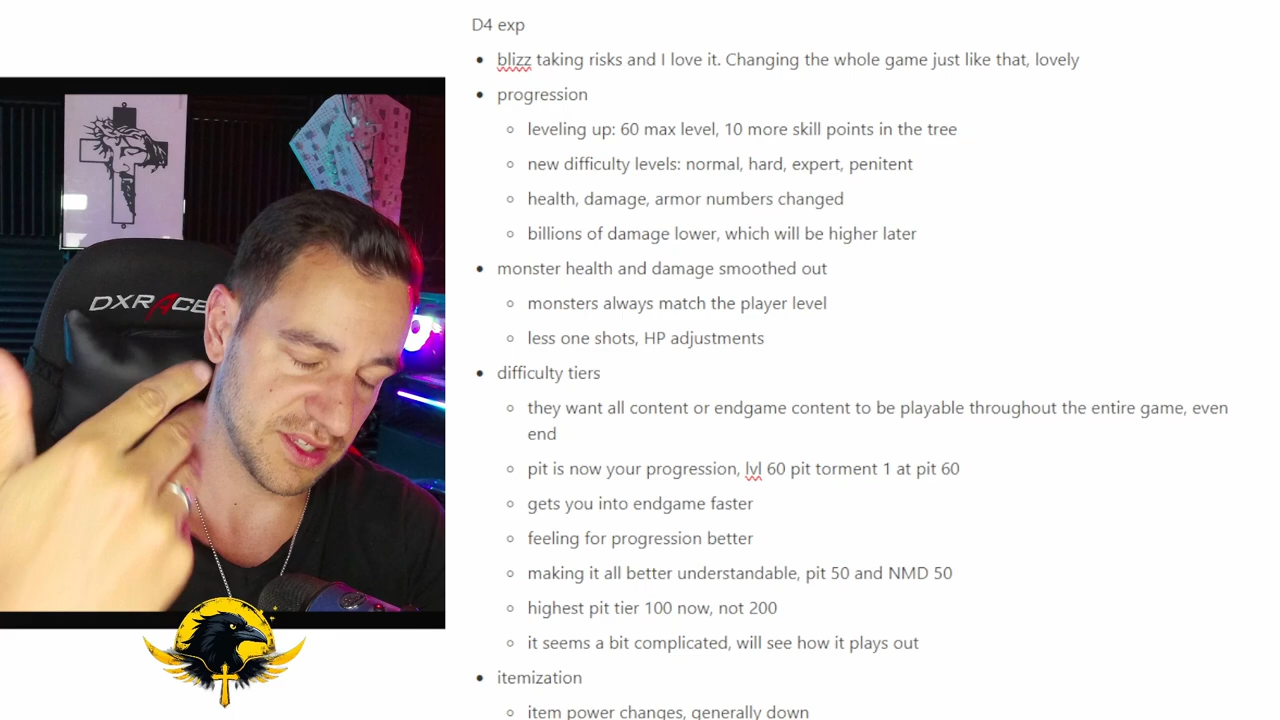 D4 exp
blizz taking risks and I love it. Changing the whole game just like that, lovely
progression
leveling up: 60 max level, 10 more skill points in the tree
new difficulty levels: normal, hard, expert, penitent
health, damage, armor numbers changed
billions of damage lower, which will be higher later
monster health and damage smoothed out
monsters always match the player level
less one shots, HP adjustments
difficulty tiers
they want all content or endgame content to be playable throughout the entire game, even
end
pit is now your progression, lvl 60 pit torment 1 at pit 60
gets you into endgame faster
feeling for progression better
making it all better understandable, pit 50 and NMD 50
highest pit tier 100 now, not 200
it seems a bit complicated, will see how it plays out
itemization
item power changes, generally down
DXRACE